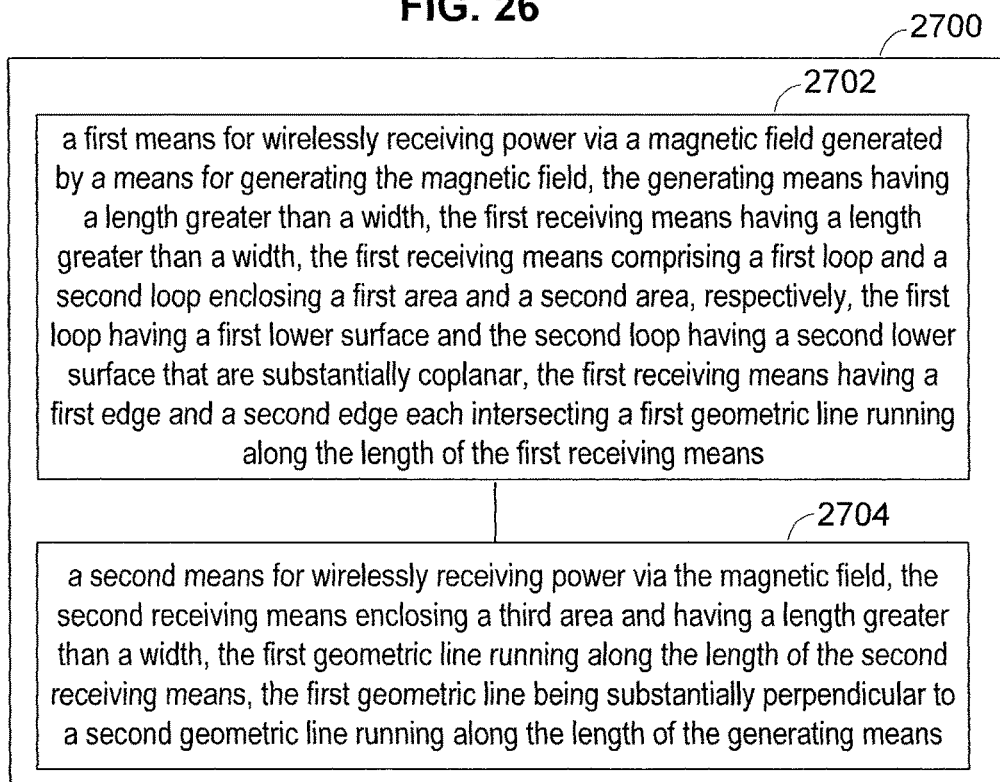 FIG. 26
2700
2702
a first means for wirelessly receiving power via a magnetic field generated
by a means for generating the magnetic field, the generating means having
a length greater than a width, the first receiving means having a length
greater than a width, the first receiving means comprising a first loop and a
second loop enclosing a first area and a second area, respectively, the first
loop having a first lower surface and the second loop having a second lower
surface that are substantially coplanar, the first receiving means having a
first edge and a second edge each intersecting a first geometric line running
along the length of the first receiving means
2704
a second means for wirelessly receiving power via the magnetic field, the
second receiving means enclosing a third area and having a length greater
than a width, the first geometric line running along the length of the second
receiving means, the first geometric line being substantially perpendicular to
a second geometric line running along the length of the generating means